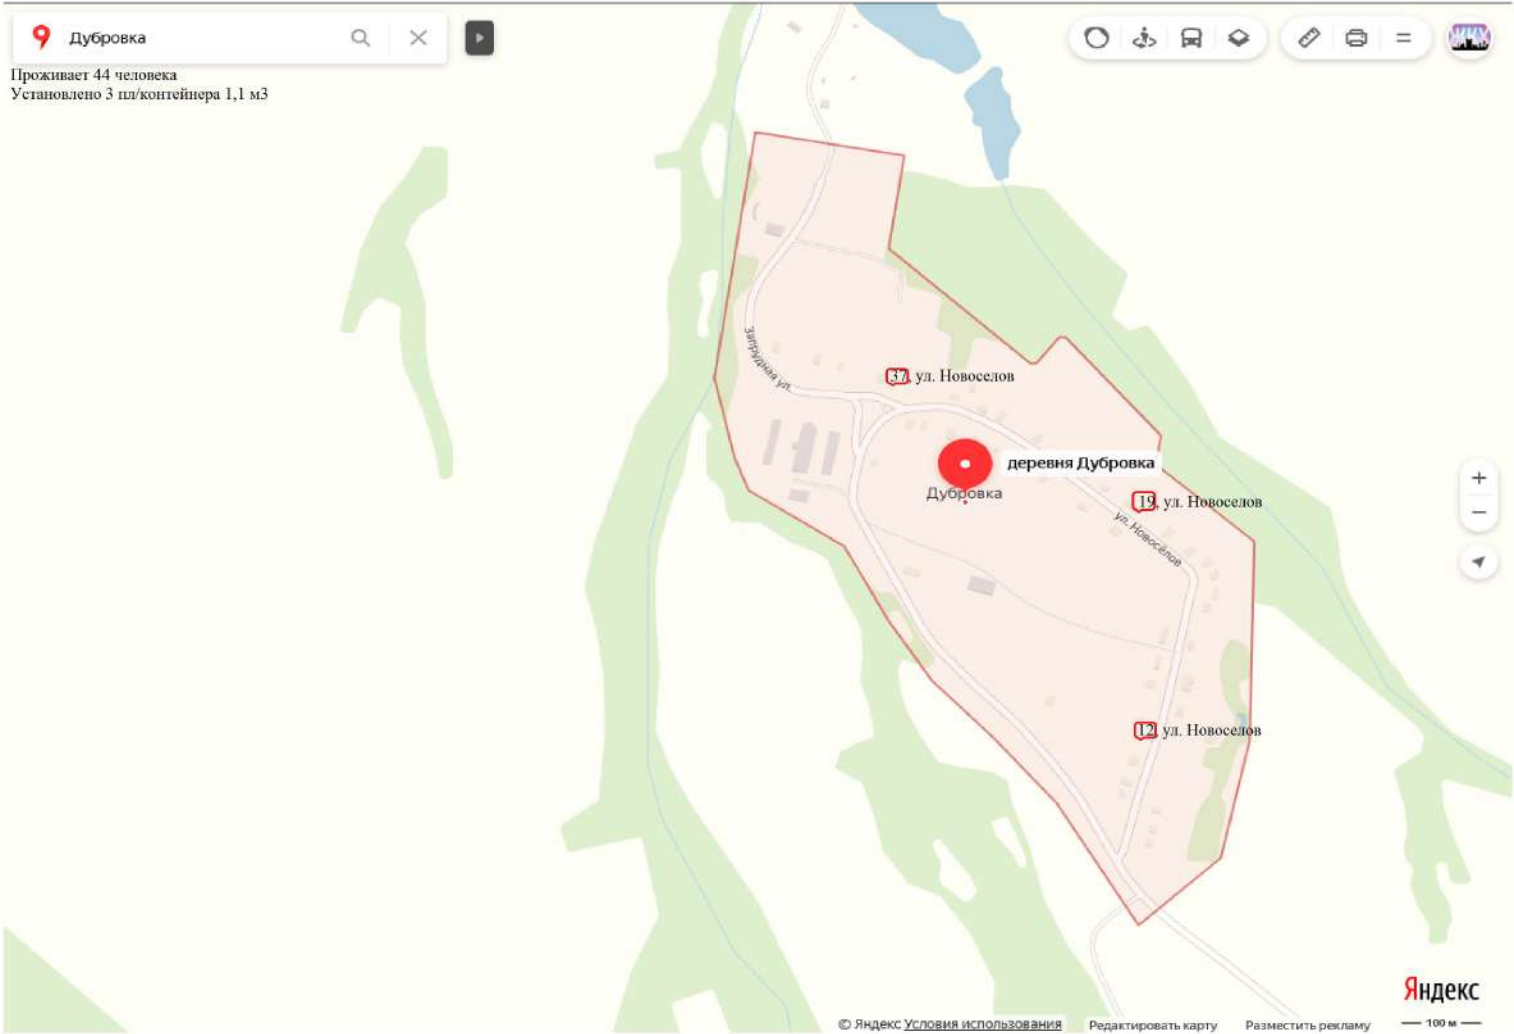 Дубровка
ЖКХ
Проживает 44 человека
Установлено 3 пл/контейнера 1,1 м3
Запрудная ул.
37, ул. Новоселов
деревня Дубровка
Дубровка
19, ул. Новоселов
ул. Новосёлов
12, ул. Новоселов
Яндекс
© Яндекс Условия использования Редактировать карту Разместить рекламу 100 м